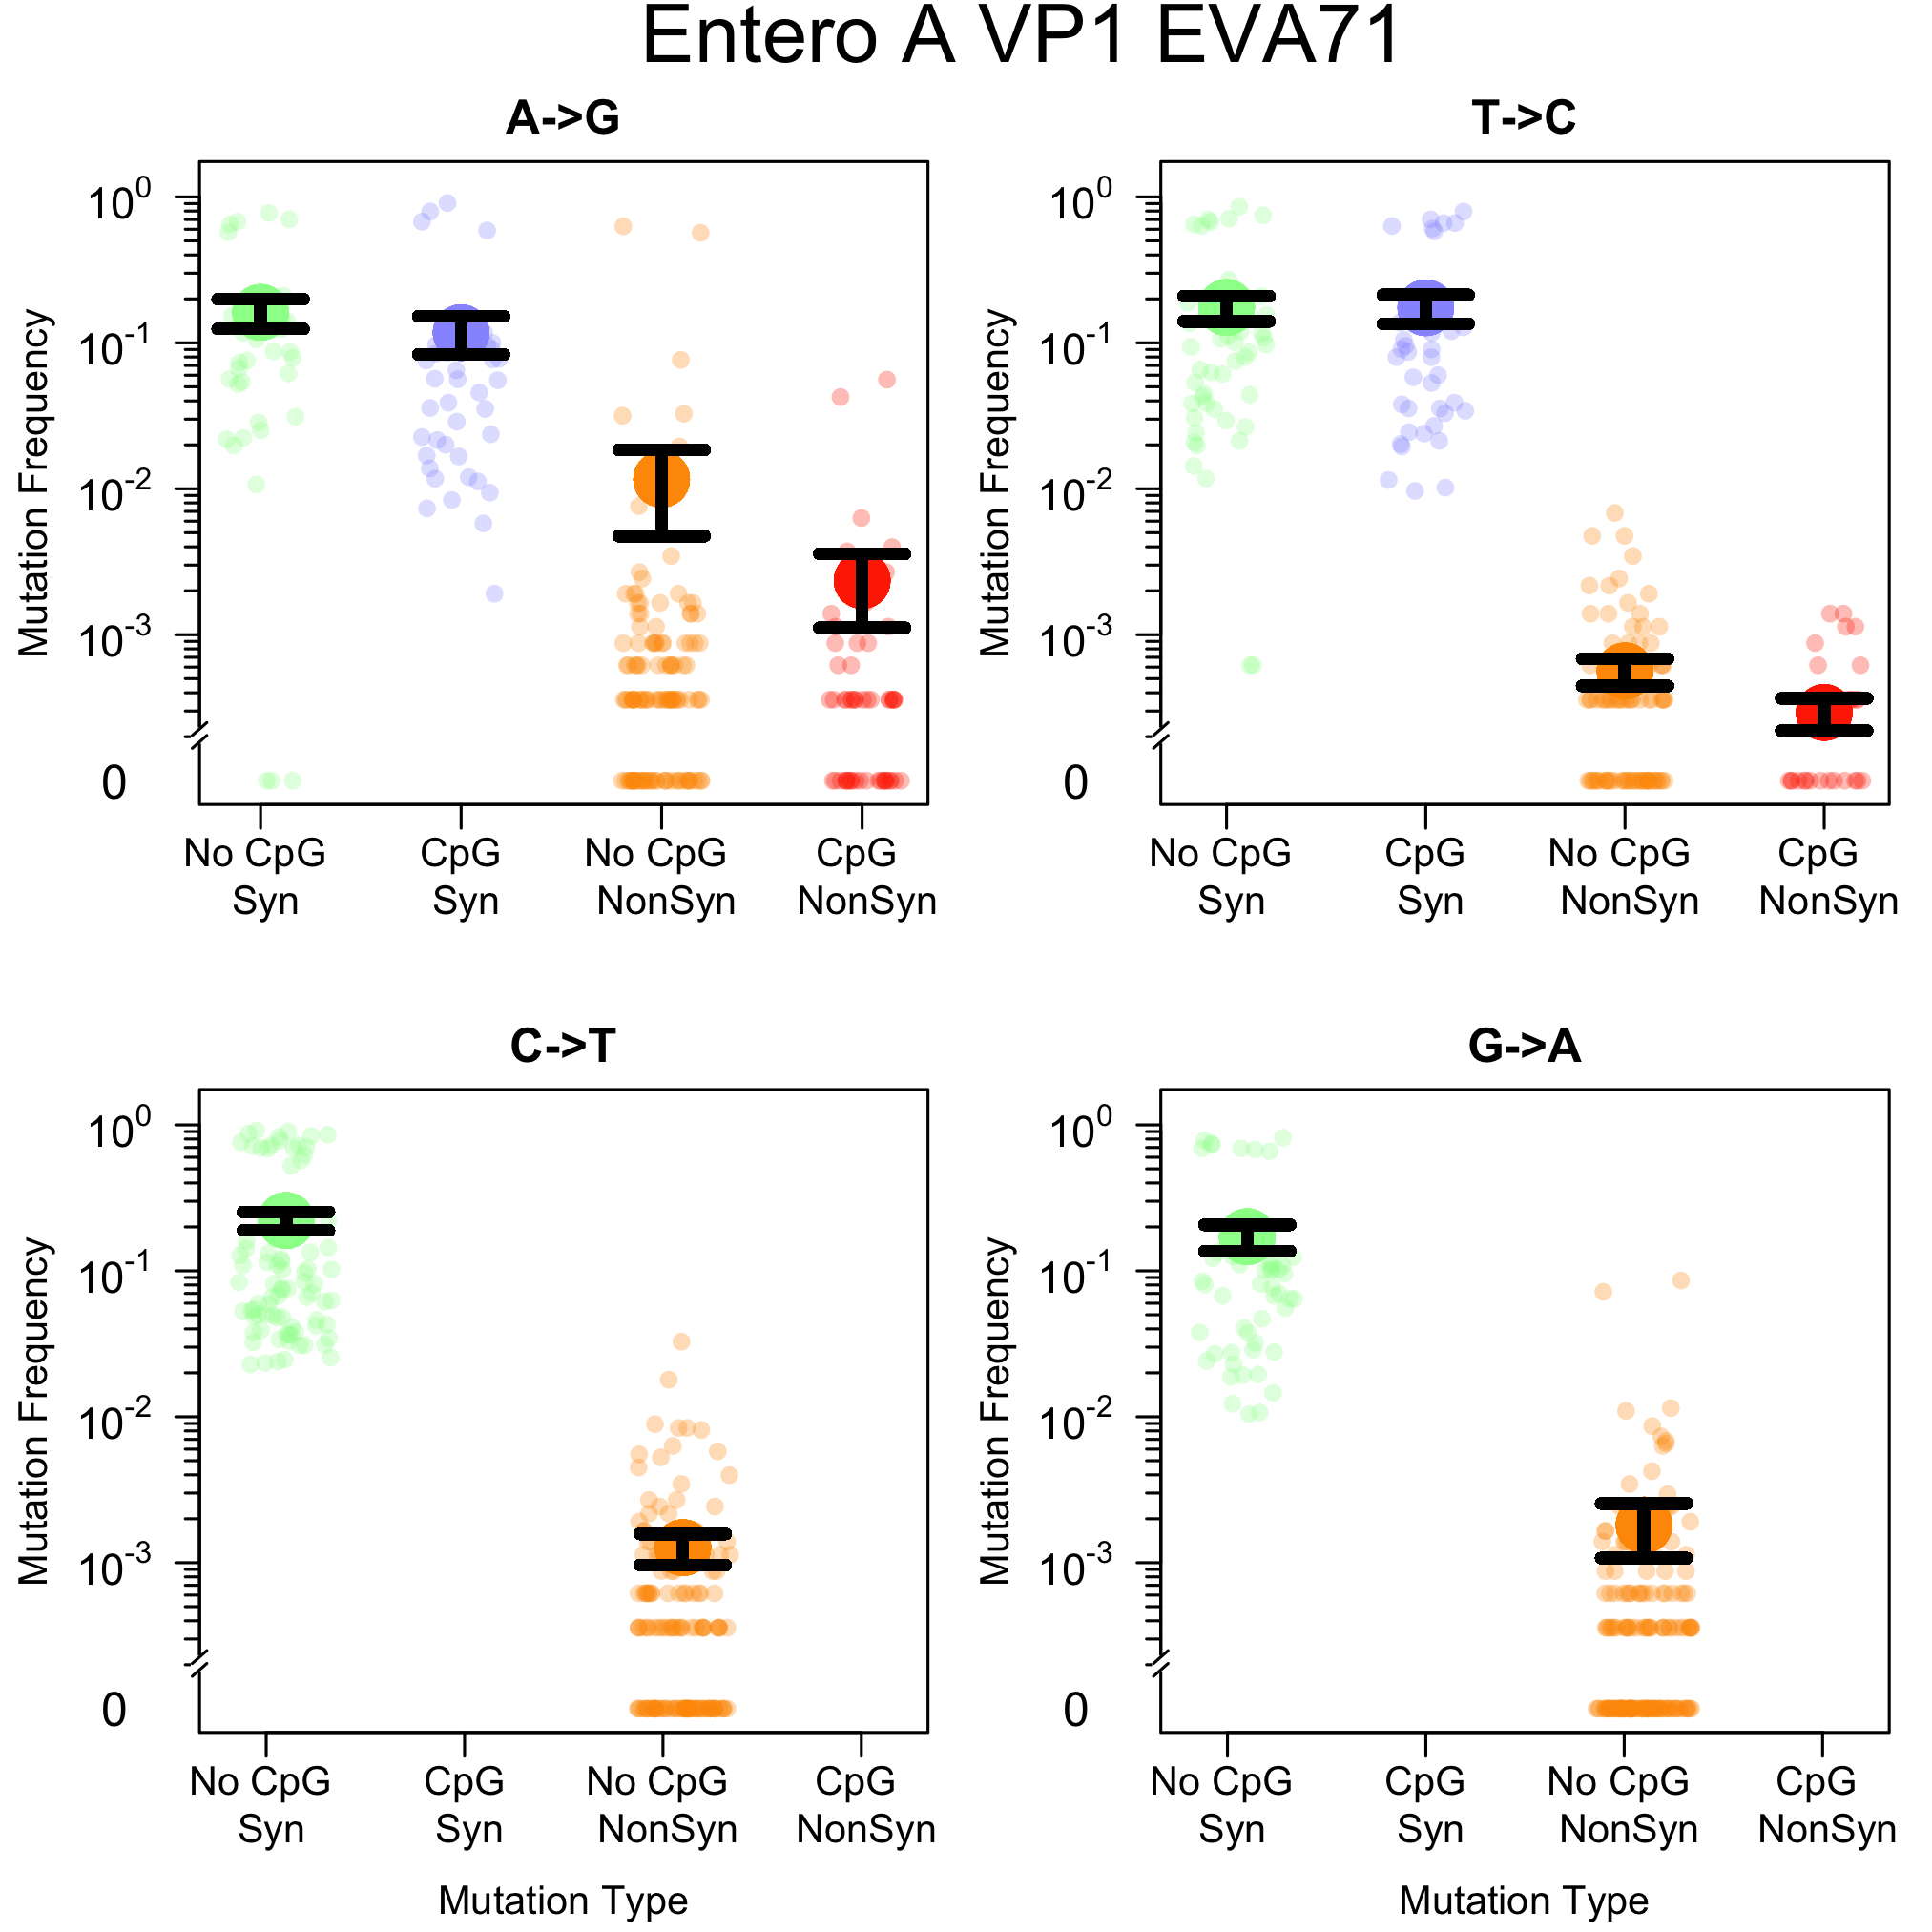 Entero A VP1 EVA71
A->G
Mutation Frequency
10^0
10^-1
10^-2
10^-3
0
No CpG CpG No CpG CpG
Syn Syn NonSyn NonSyn
T->C
Mutation Frequency
10^0
10^-1
10^-2
10^-3
0
No CpG CpG No CpG CpG
Syn Syn NonSyn NonSyn
C->T
Mutation Frequency
10^0
10^-1
10^-2
10^-3
0
No CpG CpG No CpG CpG
Syn Syn NonSyn NonSyn
Mutation Type
G->A
Mutation Frequency
10^0
10^-1
10^-2
10^-3
0
No CpG CpG No CpG CpG
Syn Syn NonSyn NonSyn
Mutation Type